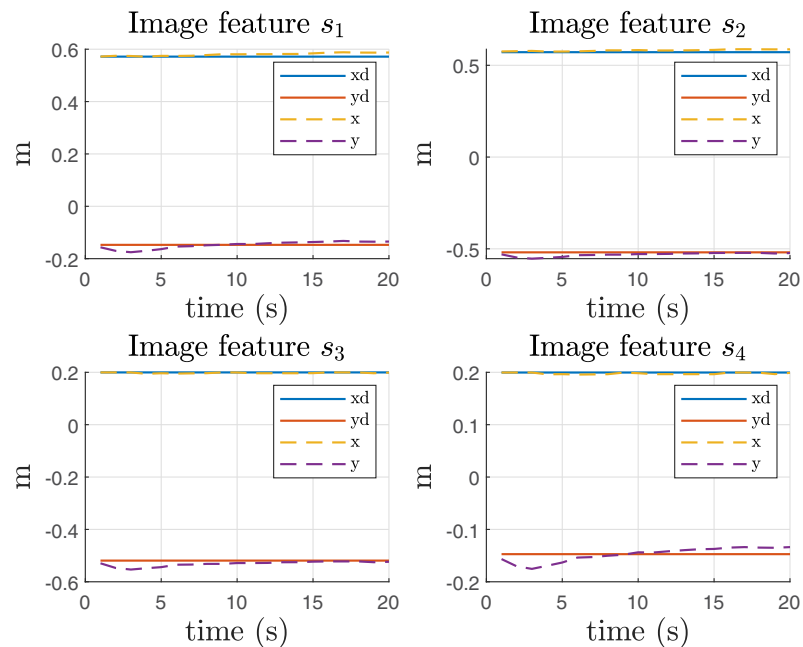 Image feature s1
0.6
0.4
0.2
0
-0.2
m
xd
yd
x
y
0 5 10 15 20
time (s)
Image feature s2
0.5
0
-0.5
m
xd
yd
x
y
0 5 10 15 20
time (s)
Image feature s3
0.2
0
-0.2
-0.4
-0.6
m
xd
yd
x
y
0 5 10 15 20
time (s)
Image feature s4
0.2
0.1
0
-0.1
-0.2
m
xd
yd
x
y
0 5 10 15 20
time (s)